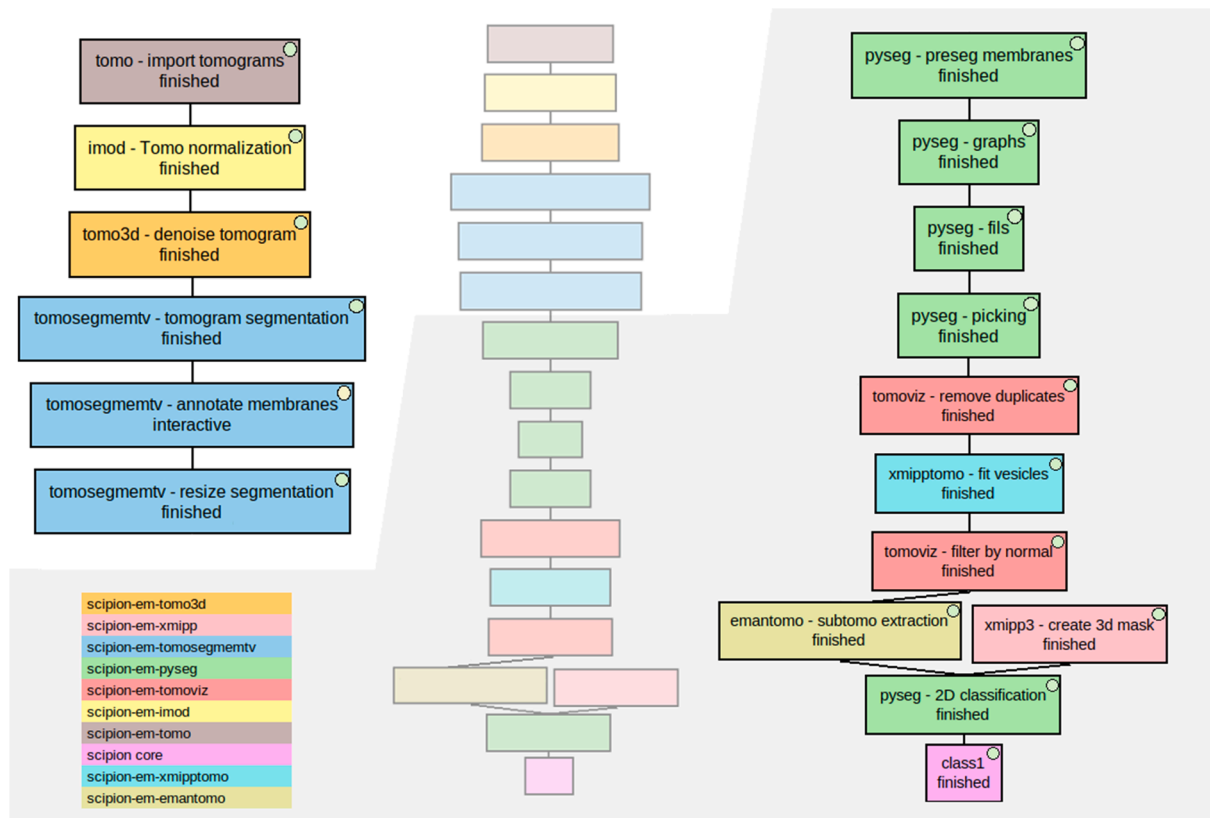 tomo - import tomograms
finished
imod - Tomo normalization
finished
tomo3d - denoise tomogram
finished
tomosegmemtv - tomogram segmentation
finished
tomosegmemtv - annotate membranes
interactive
tomosegmemtv - resize segmentation
finished
scipion-em-tomo3d
scipion-em-xmipp
scipion-em-tomosegmemtv
scipion-em-pyseg
scipion-em-tomoviz
scipion-em-imod
scipion-em-tomo
scipion core
scipion-em-xmipptomo
scipion-em-emantomo
pyseg - preseg membranes
finished
pyseg - graphs
finished
pyseg - fils
finished
pyseg - picking
finished
tomoviz - remove duplicates
finished
xmipptomo - fit vesicles
finished
tomoviz - filter by normal
finished
emantomo - subtomo extraction
finished
xmipp3 - create 3d mask
finished
pyseg - 2D classification
finished
class1
finished